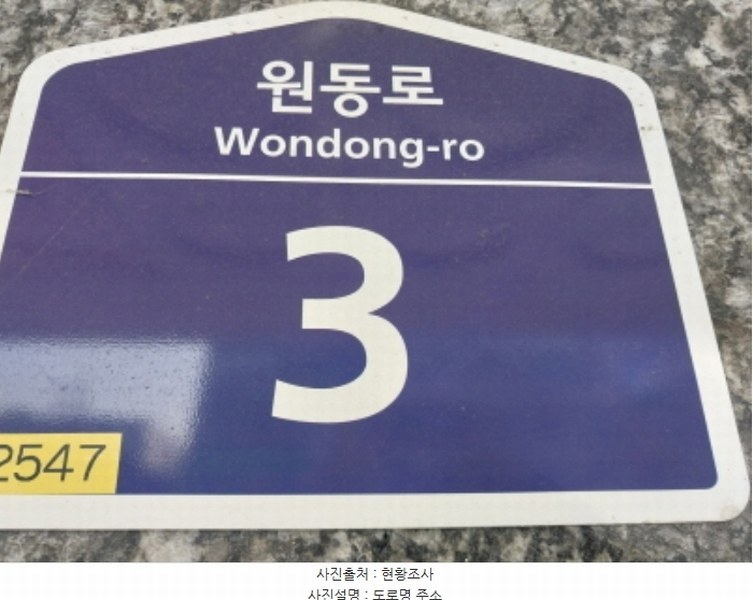 원동로
Wondong-ro
3
2547
사진출처 : 현황조사
사진설명 : 도로명 주소